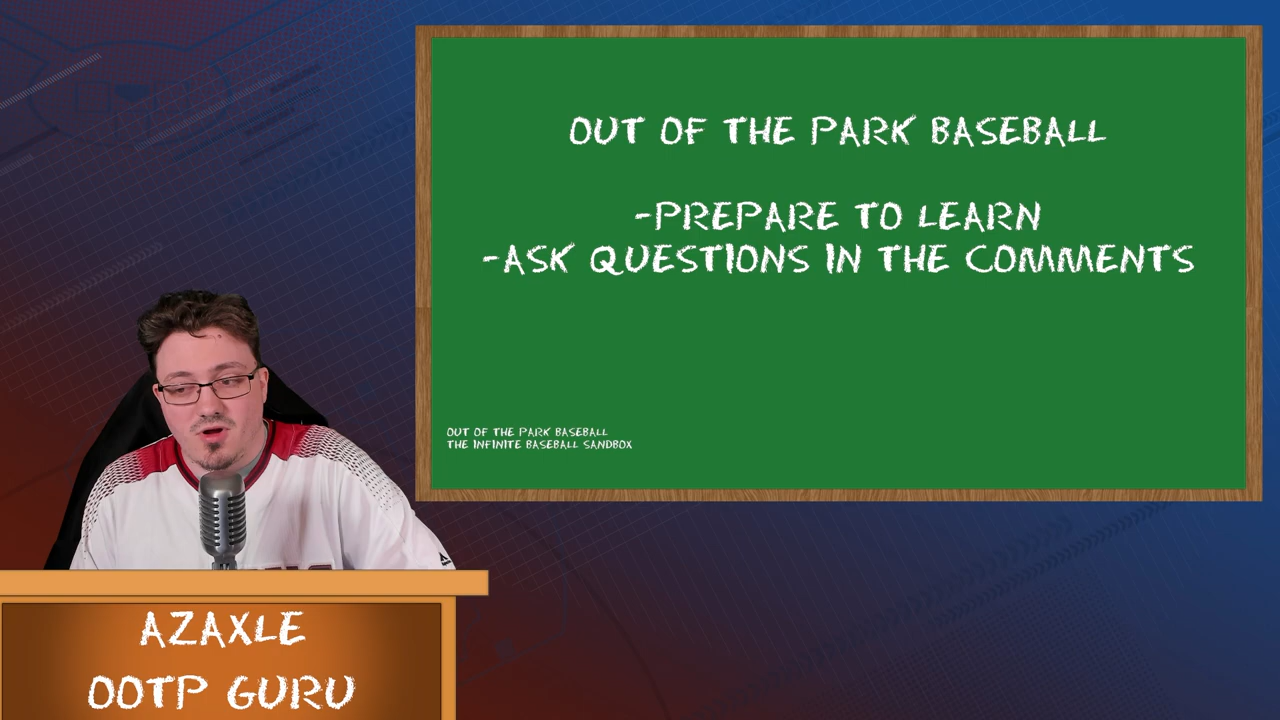 OUT OF THE PARK BASEBALL
-PREPARE TO LEARN
-ASK QUESTIONS IN THE COMMENTS
OUT OF THE PARK BASEBALL
THE INFINITE BASEBALL SANDBOX
AZAXLE
OOTP GURU